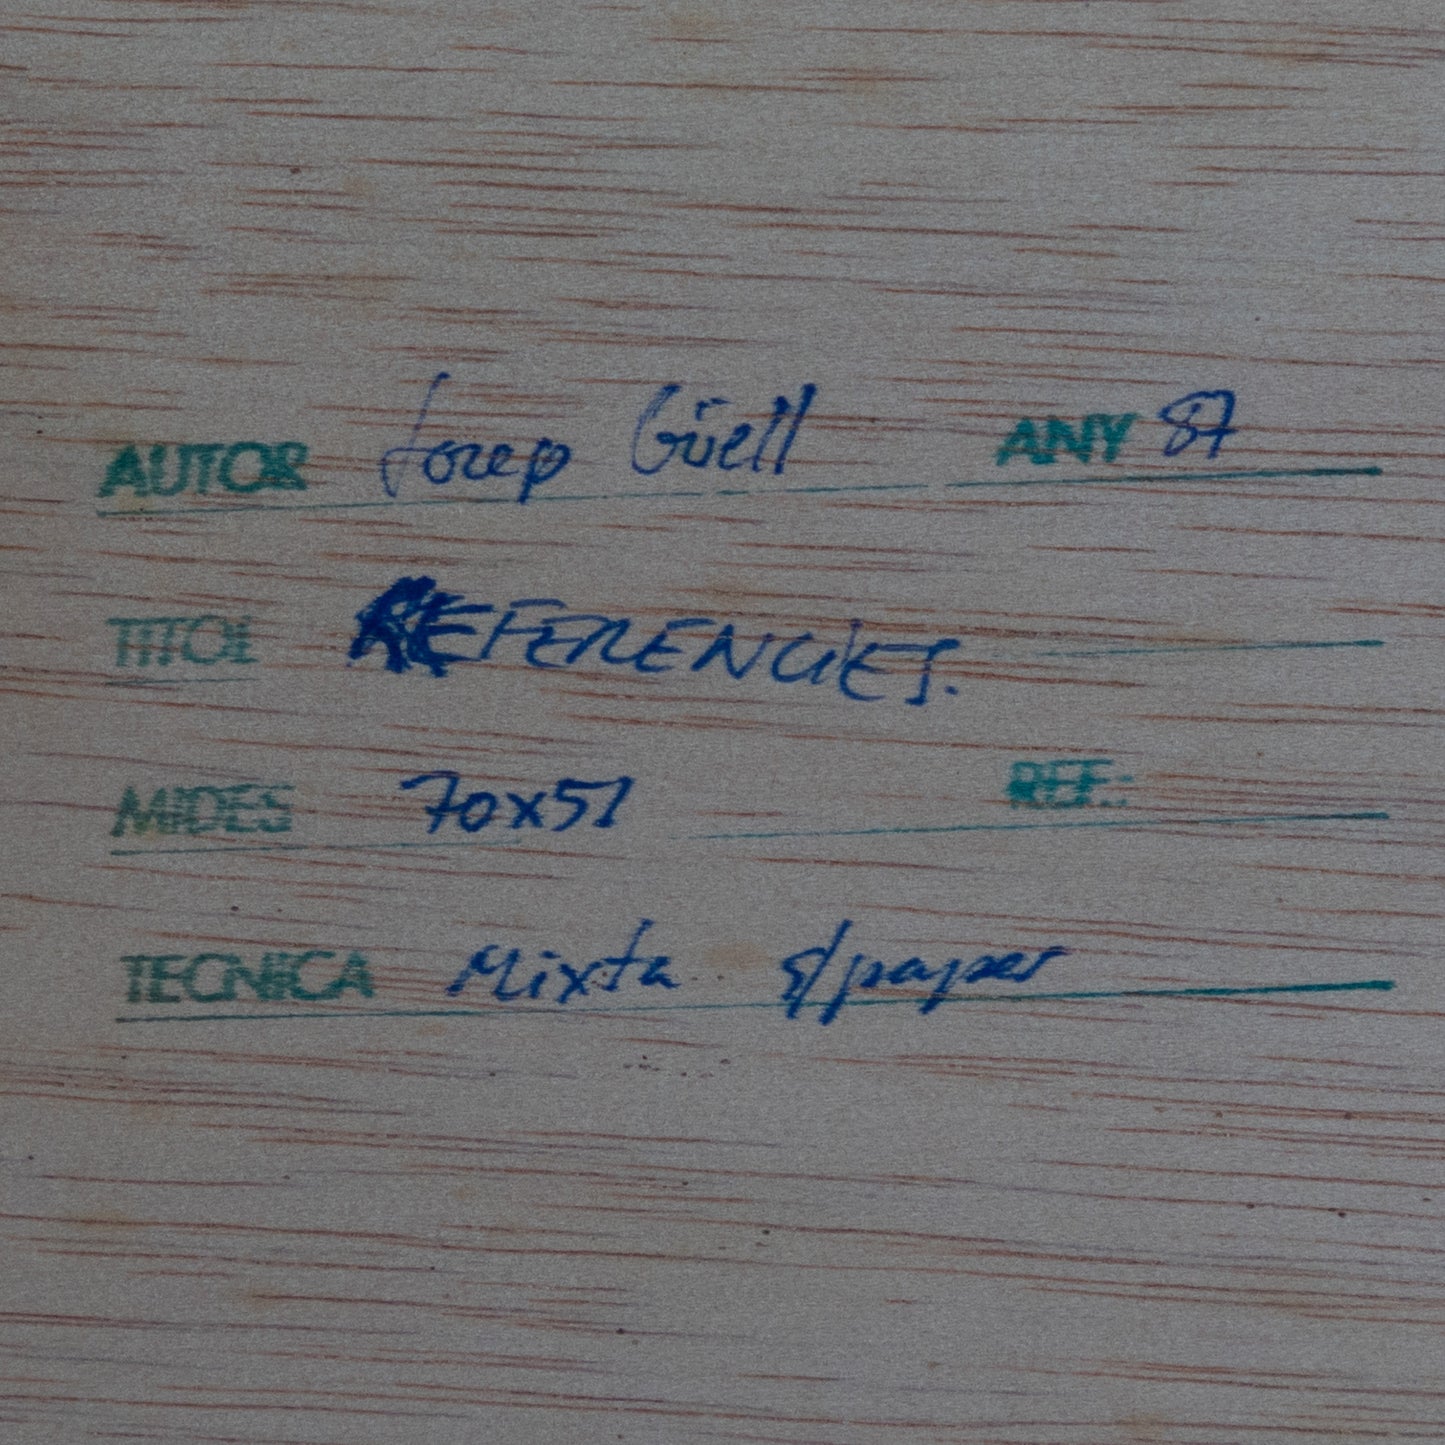 AUTOR Josep Güell ANY 87
TITOL REFERENCIES.
MIDES 70x51 REF.:
TECNICA Mixta s/paper